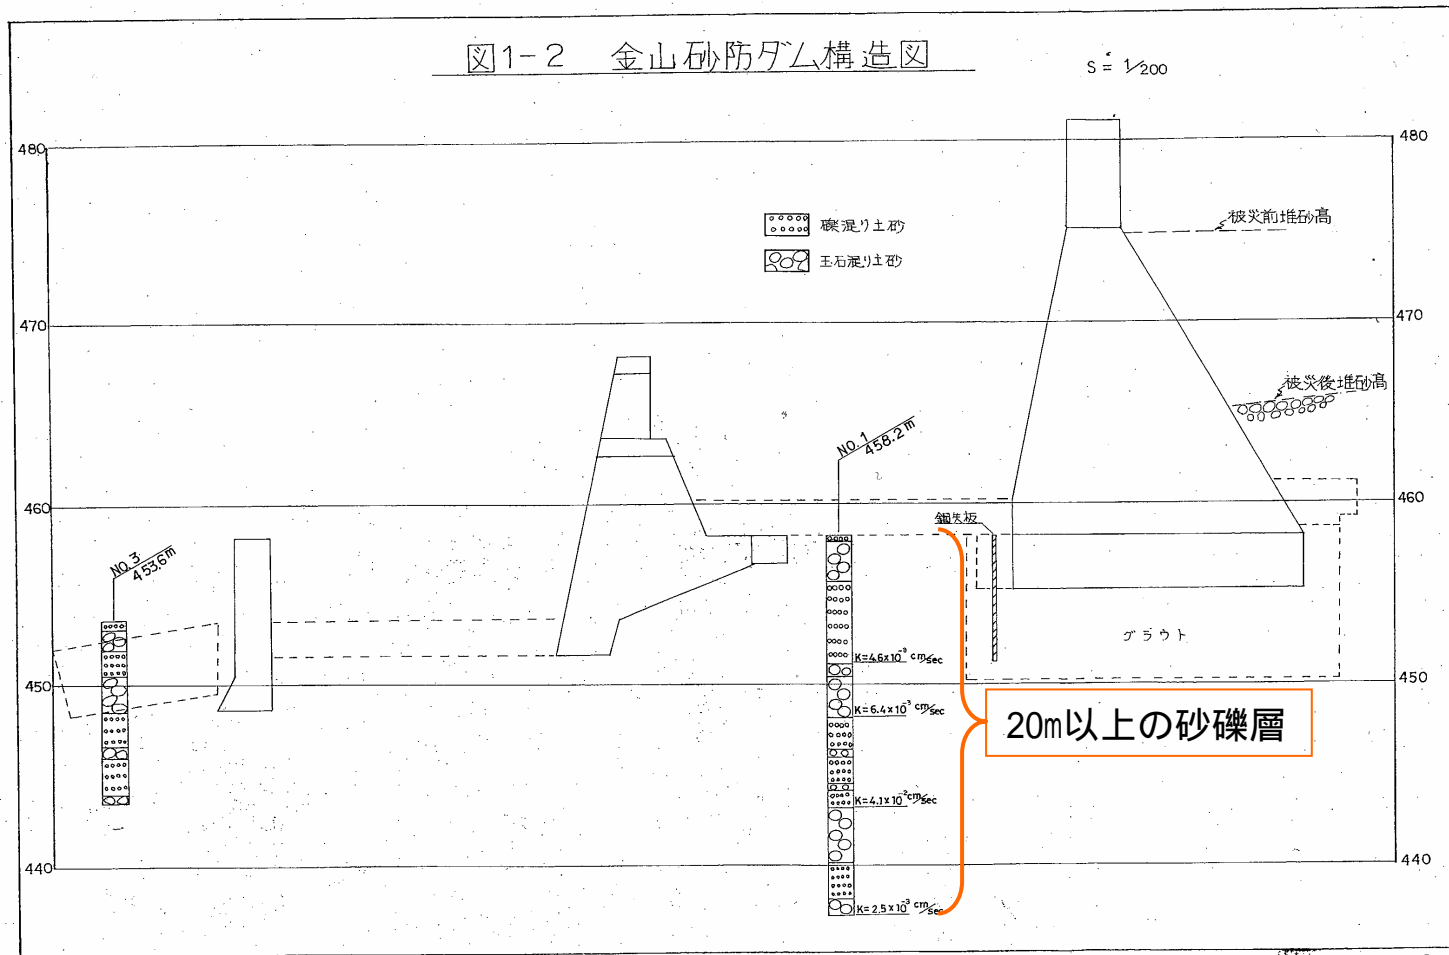 図1-2 金山砂防ダム構造図
S = 1/200
480
480
被災前堆砂高
礫混り土砂
玉石混り土砂
470
470
被災後堆砂高
NO.1
458.2m
460
460
鋼矢板
NO.3
453.6m
グラウト
K=4.6×10⁻³ cm/sec
450
450
K=6.4×10⁻³ cm/sec
20m以上の砂礫層
K=4.1×10⁻² cm/sec
440
440
K=2.5×10⁻³ cm/sec